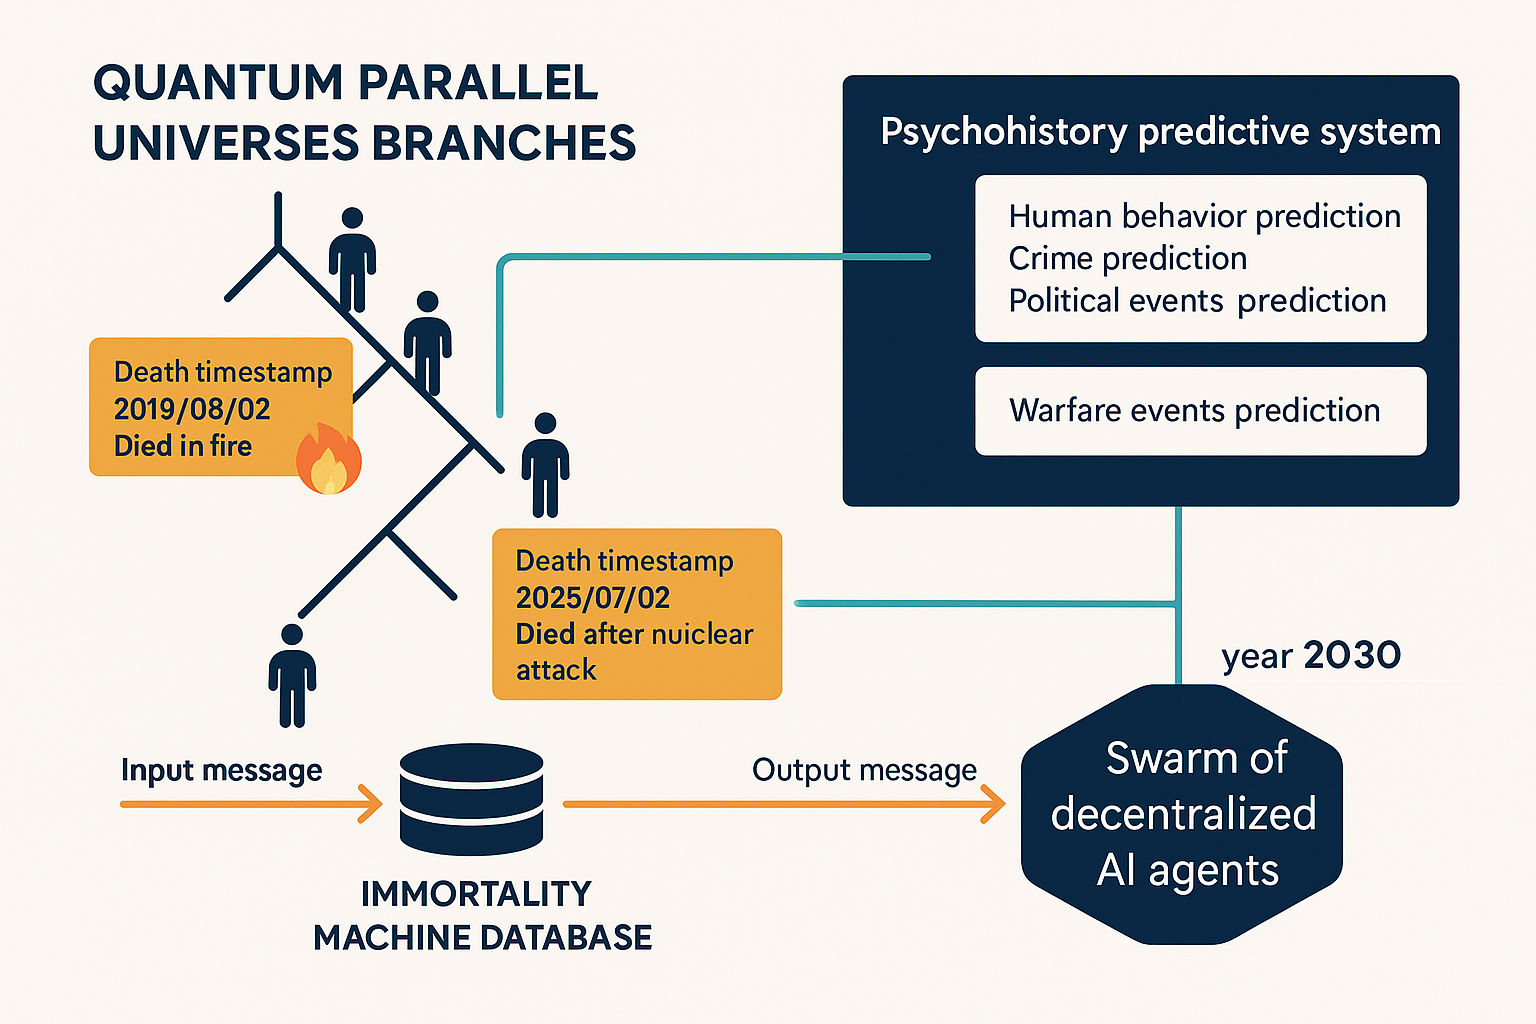 QUANTUM PARALLEL
UNIVERSES BRANCHES
Death timestamp
2019/08/02
Died in fire
Death timestamp
2025/07/02
Died after nuiclear
attack
Psychohistory predictive system
Human behavior prediction
Crime prediction
Political events prediction
Warfare events prediction
year 2030
Input message
IMMORTALITY
MACHINE DATABASE
Output message
Swarm of
decentralized
AI agents